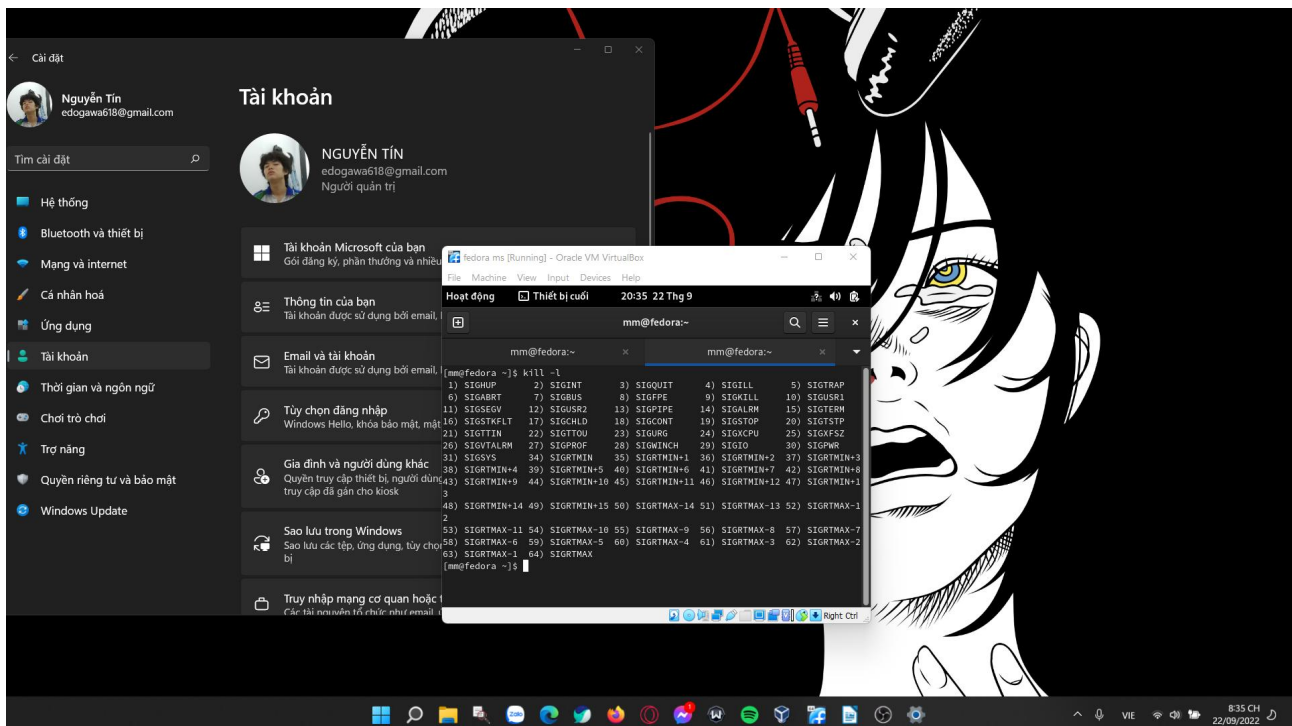 Cài đặt
Nguyễn Tín
edogawa618@gmail.com
Tìm cài đặt
Hệ thống
Bluetooth và thiết bị
Mạng và internet
Cá nhân hoá
Ứng dụng
Tài khoản
Thời gian và ngôn ngữ
Chơi trò chơi
Trợ năng
Quyền riêng tư và bảo mật
Windows Update
Tài khoản
NGUYỄN TÍN
edogawa618@gmail.com
Người quản trị
Tài khoản Microsoft của bạn
Gói đăng ký, phần thưởng và nhiều
Thông tin của bạn
Tài khoản được sử dụng bởi email,
Email và tài khoản
Tài khoản được sử dụng bởi email,
Tùy chọn đăng nhập
Windows Hello, khóa bảo mật, mật
Gia đình và người dùng khác
Quyền truy cập thiết bị, người dùng
truy cập đã gán cho kiosk
Sao lưu trong Windows
Sao lưu các tệp, ứng dụng, tùy chọn
bị
Truy nhập mạng cơ quan hoặc
Các tài nguyên tổ chức như email,
fedora ms [Running] - Oracle VM VirtualBox
File Machine View Input Devices Help
Hoạt động Thiết bị cuối 20:35 22 Thg 9
mm@fedora:~
mm@fedora:~ mm@fedora:~
[mm@fedora ~]$ kill -l
1) SIGHUP 2) SIGINT 3) SIGQUIT 4) SIGILL 5) SIGTRAP
6) SIGABRT 7) SIGBUS 8) SIGFPE 9) SIGKILL 10) SIGUSR1
11) SIGSEGV 12) SIGUSR2 13) SIGPIPE 14) SIGALRM 15) SIGTERM
16) SIGSTKFLT 17) SIGCHLD 18) SIGCONT 19) SIGSTOP 20) SIGTSTP
21) SIGTTIN 22) SIGTTOU 23) SIGURG 24) SIGXCPU 25) SIGXFSZ
26) SIGVTALRM 27) SIGPROF 28) SIGWINCH 29) SIGIO 30) SIGPWR
31) SIGSYS 34) SIGRTMIN 35) SIGRTMIN+1 36) SIGRTMIN+2 37) SIGRTMIN+3
38) SIGRTMIN+4 39) SIGRTMIN+5 40) SIGRTMIN+6 41) SIGRTMIN+7 42) SIGRTMIN+8
43) SIGRTMIN+9 44) SIGRTMIN+10 45) SIGRTMIN+11 46) SIGRTMIN+12 47) SIGRTMIN+1
3
48) SIGRTMIN+14 49) SIGRTMIN+15 50) SIGRTMAX-14 51) SIGRTMAX-13 52) SIGRTMAX-1
2
53) SIGRTMAX-11 54) SIGRTMAX-10 55) SIGRTMAX-9 56) SIGRTMAX-8 57) SIGRTMAX-7
58) SIGRTMAX-6 59) SIGRTMAX-5 60) SIGRTMAX-4 61) SIGRTMAX-3 62) SIGRTMAX-2
63) SIGRTMAX-1 64) SIGRTMAX
[mm@fedora ~]$
Right Ctrl
Zalo
VIE
8:35 CH
22/09/2022